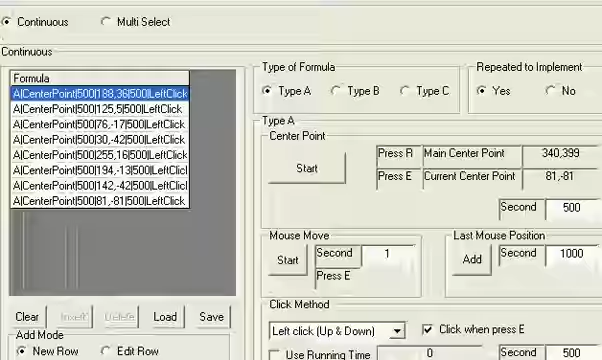 Continuous
Multi Select
Continuous
Formula
A|CenterPoint|500|188,36|500|LeftClick
A|CenterPoint|500|125,5|500|LeftClick
A|CenterPoint|500|76,-17|500|LeftClick
A|CenterPoint|500|30,-42|500|LeftClick
A|CenterPoint|500|255,16|500|LeftClick
A|CenterPoint|500|194,-13|500|LeftClicl
A|CenterPoint|500|142,-42|500|LeftClicl
A|CenterPoint|500|81,-81|500|LeftClick
Clear
Insert
Delete
Load
Save
Add Mode
New Row
Edit Row
Type of Formula
Type A
Type B
Type C
Repeated to Implement
Yes
No
Type A
Center Point
Start
Press R
Main Center Point
340,399
Press E
Current Center Point
81,-81
Second
500
Mouse Move
Start
Second
1
Press E
Last Mouse Position
Add
Second
1000
Click Method
Left click (Up & Down)
Click when press E
Use Running Time
0
Second
500